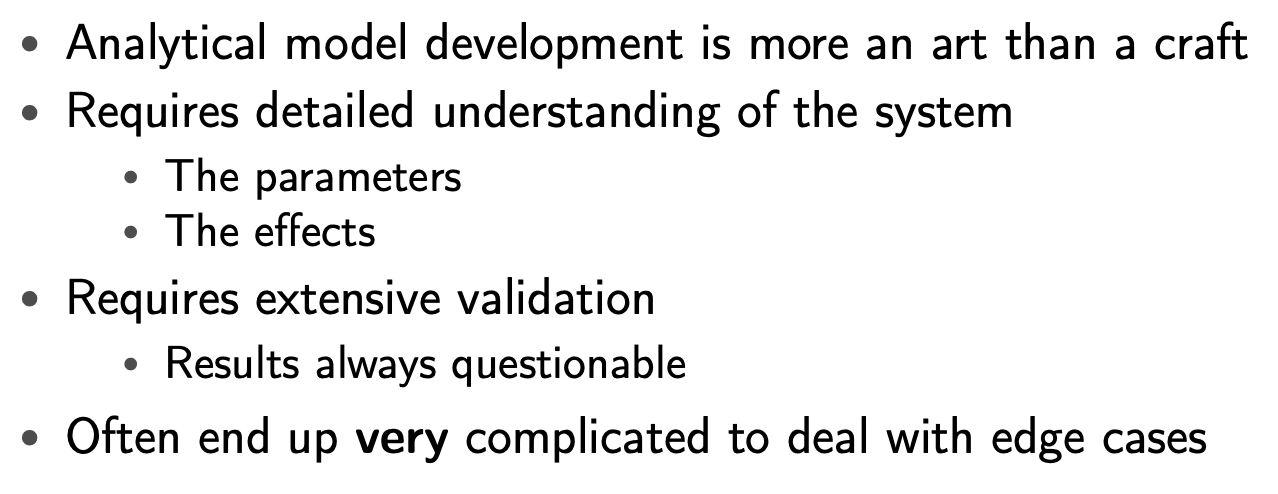 • Analytical model development is more an art than a craft
• Requires detailed understanding of the system
• The parameters
• The effects
• Requires extensive validation
• Results always questionable
• Often end up very complicated to deal with edge cases